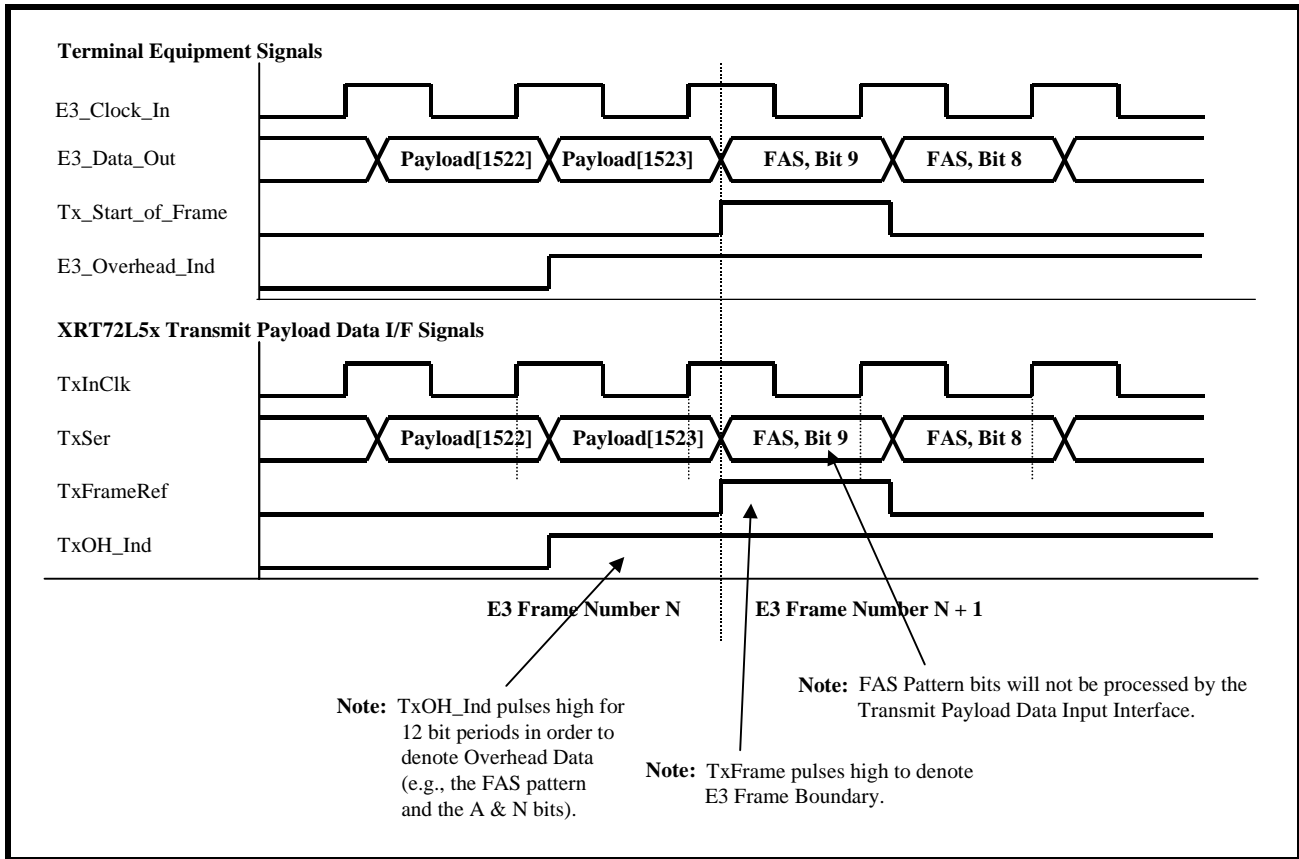 Terminal Equipment Signals
E3_Clock_In
E3_Data_Out
Payload[1522] Payload[1523] FAS, Bit 9 FAS, Bit 8
Tx_Start_of_Frame
E3_Overhead_Ind
XRT72L5x Transmit Payload Data I/F Signals
TxInClk
TxSer
Payload[1522] Payload[1523] FAS, Bit 9 FAS, Bit 8
TxFrameRef
TxOH_Ind
E3 Frame Number N E3 Frame Number N + 1
Note: FAS Pattern bits will not be processed by the
Transmit Payload Data Input Interface.
Note: TxOH_Ind pulses high for
12 bit periods in order to
denote Overhead Data
(e.g., the FAS pattern
and the A & N bits).
Note: TxFrame pulses high to denote
E3 Frame Boundary.